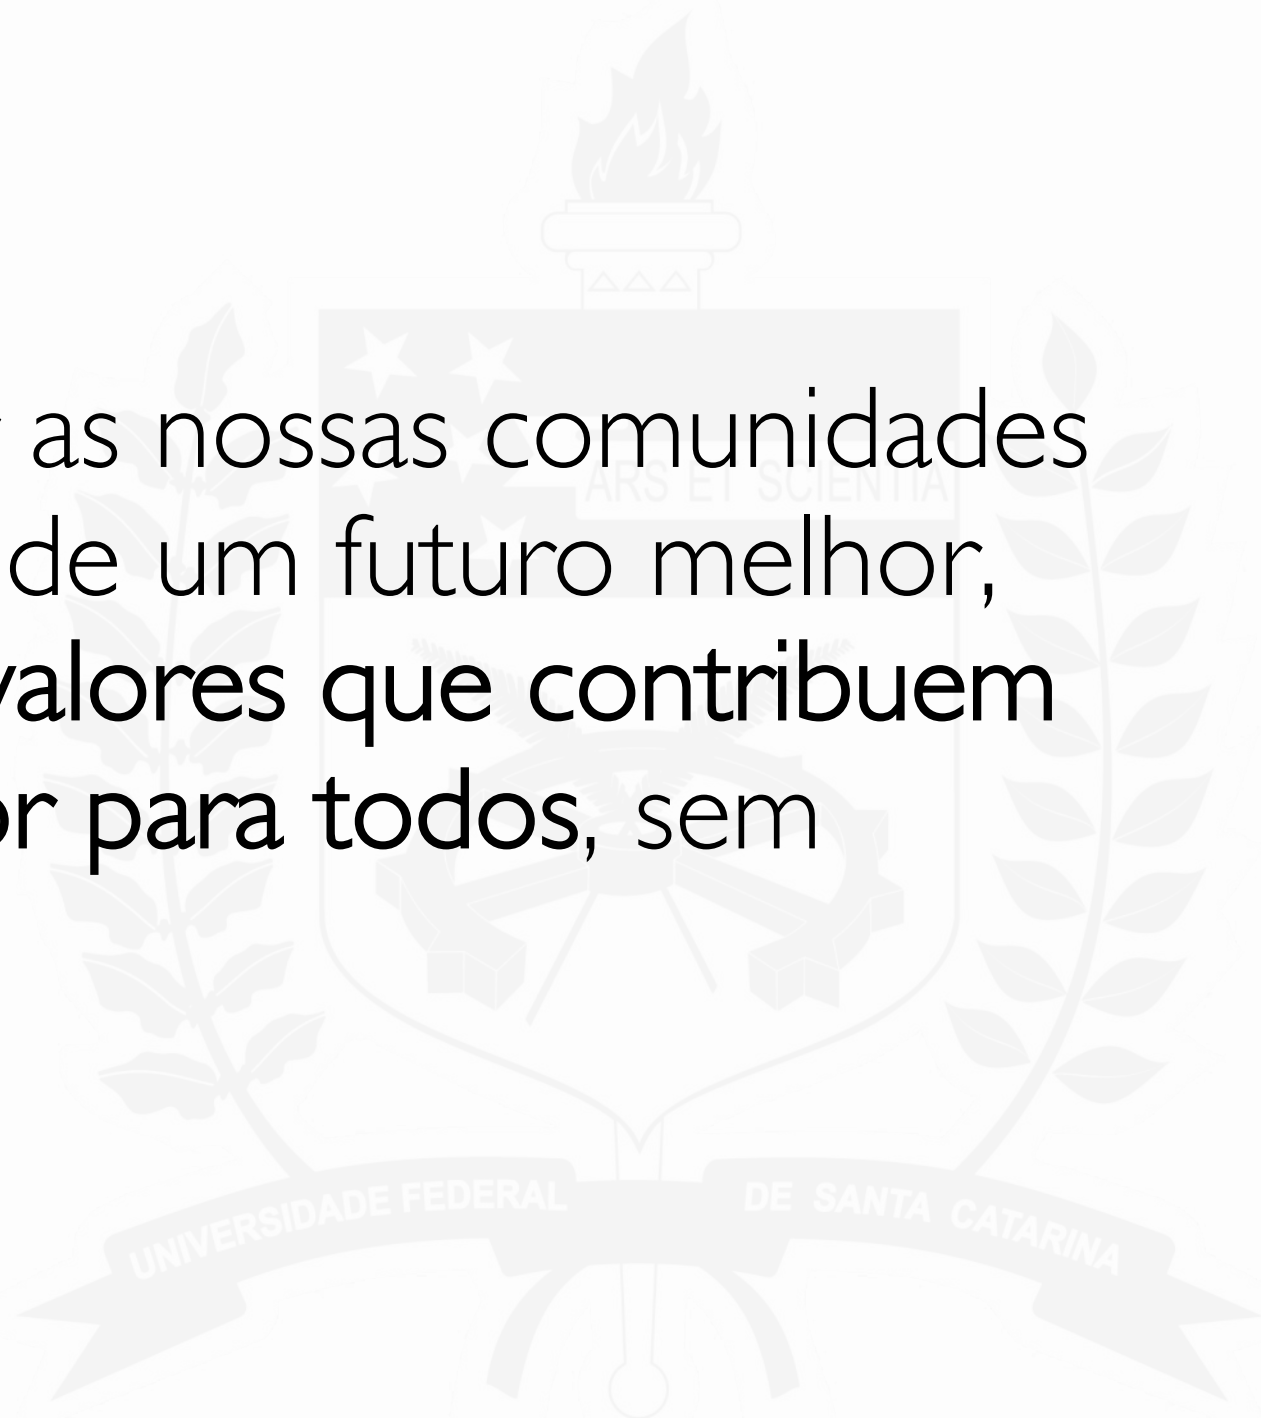 as nossas comunidades
ARS ET SCIENTIA
de um futuro melhor,
valores que contribuem
or para todos, sem
UNIVERSIDADE FEDERAL DE SANTA CATARINA